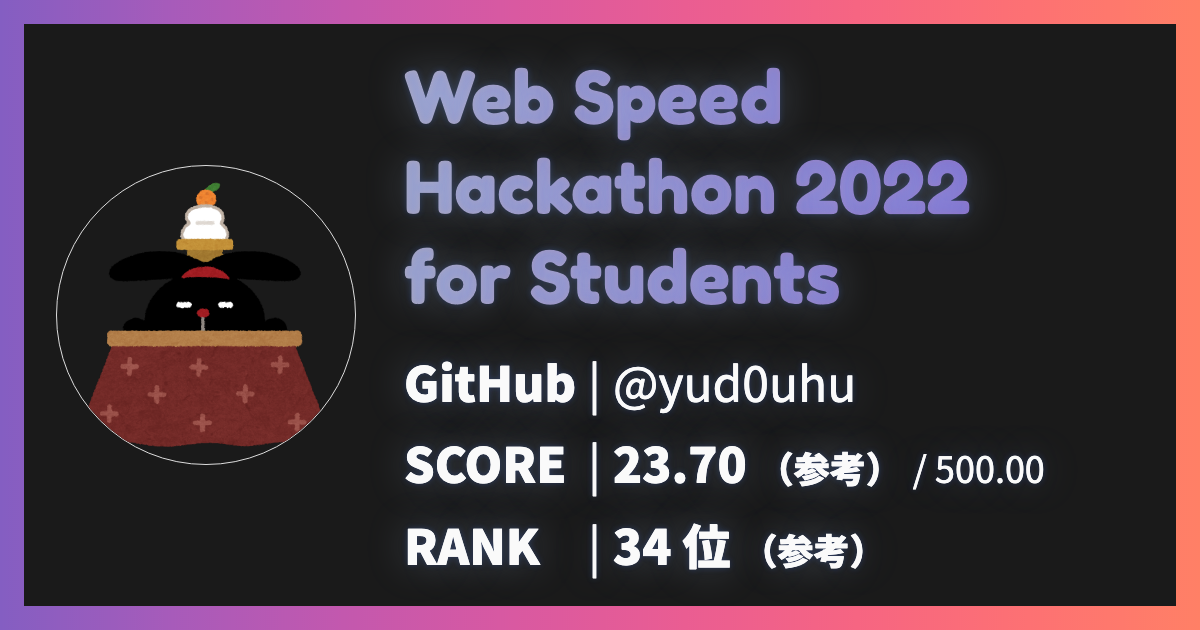 Web Speed
Hackathon 2022
for Students
GitHub | @yud0uhu
SCORE | 23.70 （参考） / 500.00
RANK | 34 位 （参考）